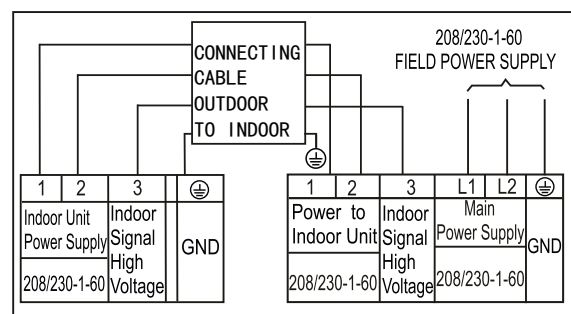 208/230-1-60
FIELD POWER SUPPLY
CONNECTING
CABLE
OUTDOOR
TO INDOOR
1 2 3
Indoor Unit
Power Supply
208/230-1-60
Indoor
Signal
High
Voltage
GND
1 2 3 L1 L2
Power to
Indoor Unit
208/230-1-60
Indoor
Signal
High
Voltage
Main
Power Supply
208/230-1-60
GND